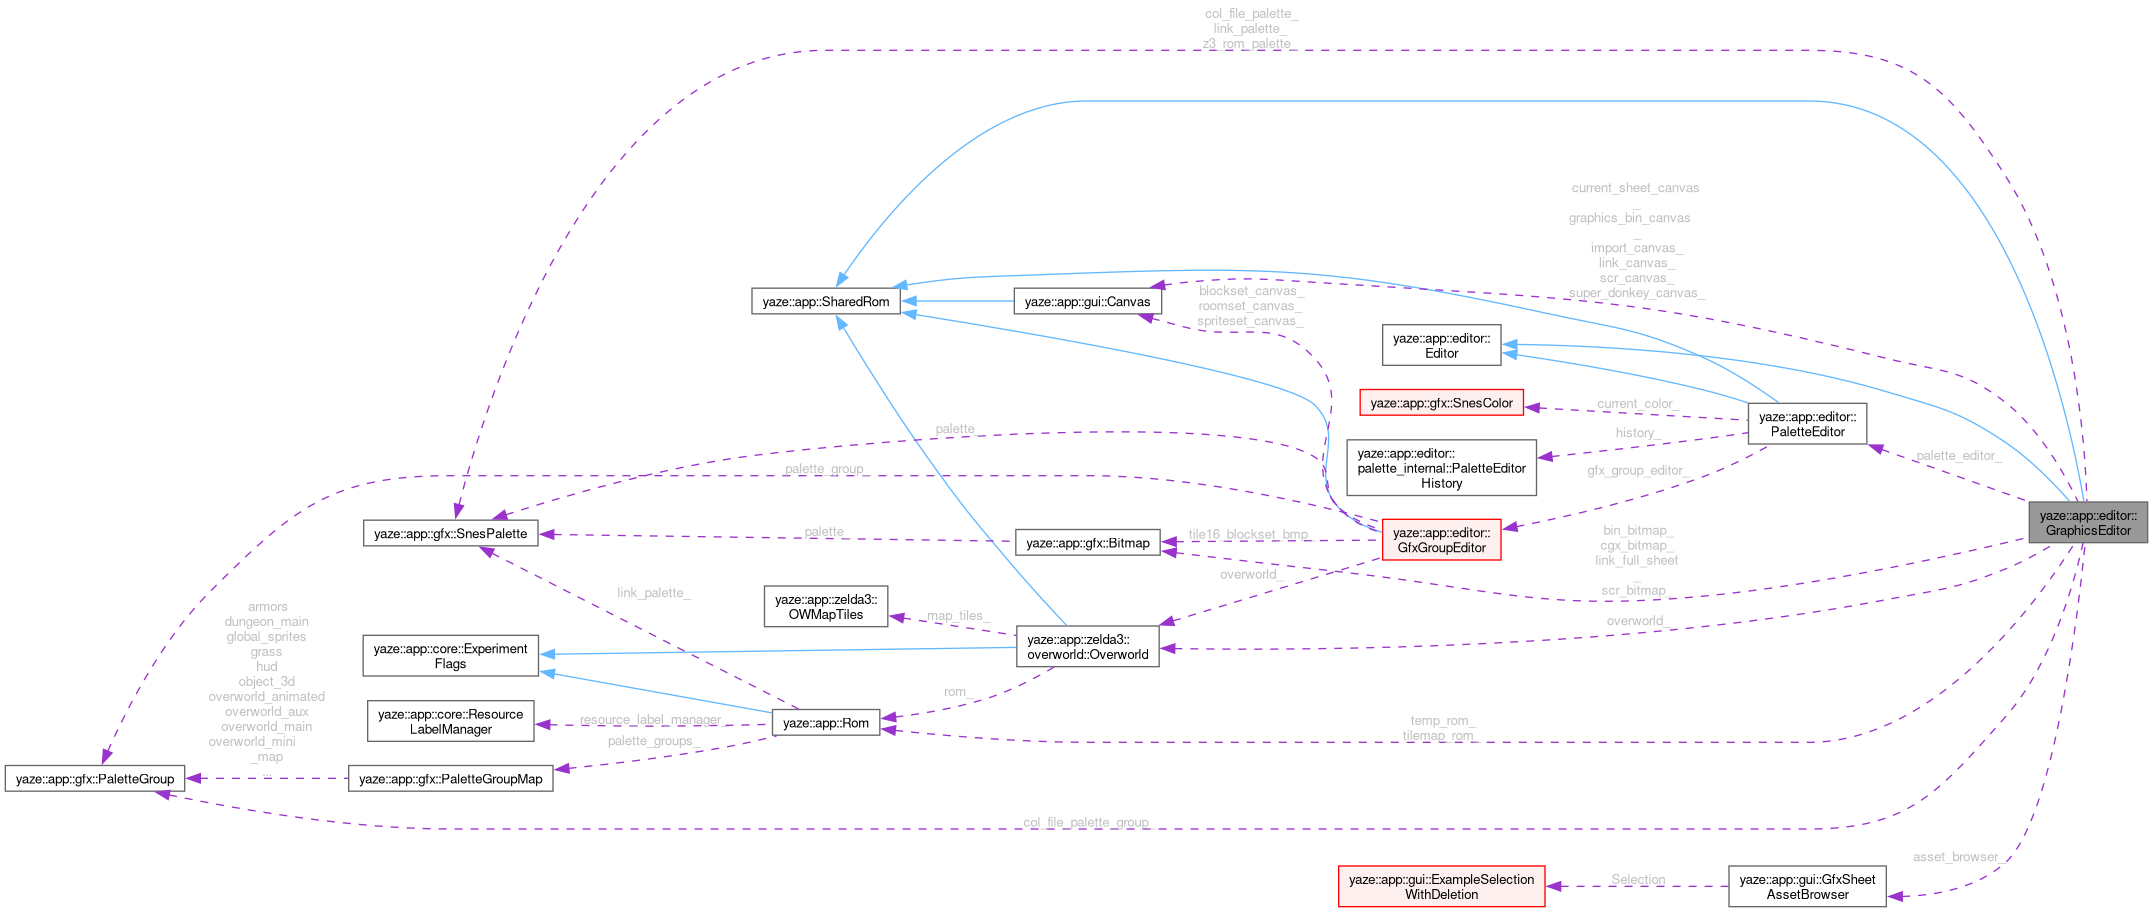 col_file_palette_
link_palette_
z3_rom_palette_
current_sheet_canvas
_
graphics_bin_canvas
_
import_canvas_
link_canvas_
scr_canvas_
super_donkey_canvas_
blockset_canvas_
roomset_canvas_
spriteset_canvas_
yaze::app::SharedRom
yaze::app::gui::Canvas
yaze::app::editor::
Editor
yaze::app::gfx::SnesColor
current_color_
yaze::app::editor::
PaletteEditor
history_
yaze::app::editor::
palette_internal::PaletteEditor
History
palette_editor_
gfx_group_editor_
palette_
palette_group_
yaze::app::editor::
GraphicsEditor
yaze::app::gfx::SnesPalette
palette_
yaze::app::gfx::Bitmap
tile16_blockset_bmp_
yaze::app::editor::
GfxGroupEditor
bin_bitmap_
cgx_bitmap_
link_full_sheet
_
scr_bitmap_
overworld_
link_palette_
yaze::app::zelda3::
OWMapTiles
map_tiles_
overworld_
yaze::app::zelda3::
overworld::Overworld
yaze::app::core::Experiment
Flags
armors
dungeon_main
global_sprites
grass
hud
object_3d
overworld_animated
overworld_aux
overworld_main
overworld_mini
_map
...
rom_
yaze::app::core::Resource
LabelManager
resource_label_manager_
yaze::app::Rom
temp_rom_
tilemap_rom_
palette_groups_
yaze::app::gfx::PaletteGroup
yaze::app::gfx::PaletteGroupMap
col_file_palette_group_
asset_browser_
yaze::app::gui::ExampleSelection
WithDeletion
Selection
yaze::app::gui::GfxSheet
AssetBrowser